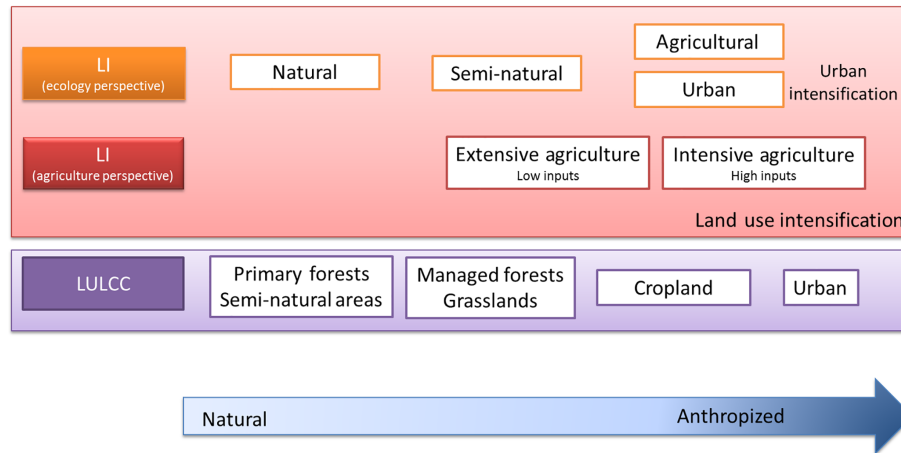 LI
(ecology perspective)
Natural
Semi-natural
Agricultural
Urban
Urban
intensification
LI
(agriculture perspective)
Extensive agriculture
Low inputs
Intensive agriculture
High inputs
Land use intensification
LULCC
Primary forests
Semi-natural areas
Managed forests
Grasslands
Cropland
Urban
Natural
Anthropized